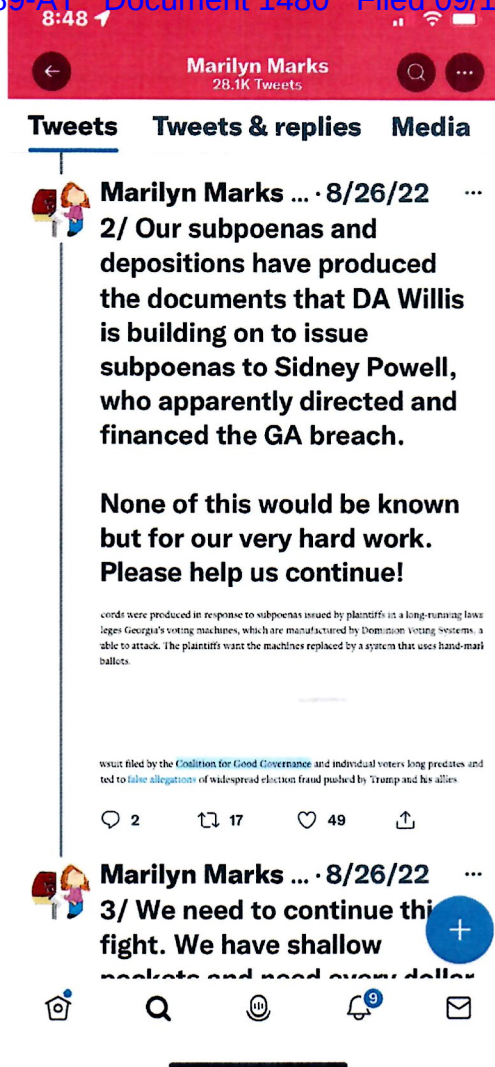 89-AT Document 1480 Filed 09/1
8:48
Marilyn Marks
28.1K Tweets
Tweets Tweets & replies Media
Marilyn Marks ... · 8/26/22 ...
2/ Our subpoenas and
depositions have produced
the documents that DA Willis
is building on to issue
subpoenas to Sidney Powell,
who apparently directed and
financed the GA breach.
None of this would be known
but for our very hard work.
Please help us continue!
cords were produced in response to subpoenas issued by plaintiffs in a long-running laws
leges Georgia's voting machines, which are manufactured by Dominion Voting Systems, a
able to attack. The plaintiffs want the machines replaced by a system that uses hand-marl
ballots.
wsuit filed by the Coalition for Good Governance and individual voters long predates and
ted to false allegations of widespread election fraud pushed by Trump and his allies
2 17 49
Marilyn Marks ... · 8/26/22 ...
3/ We need to continue thi
fight. We have shallow
pockets and need every dollar
9